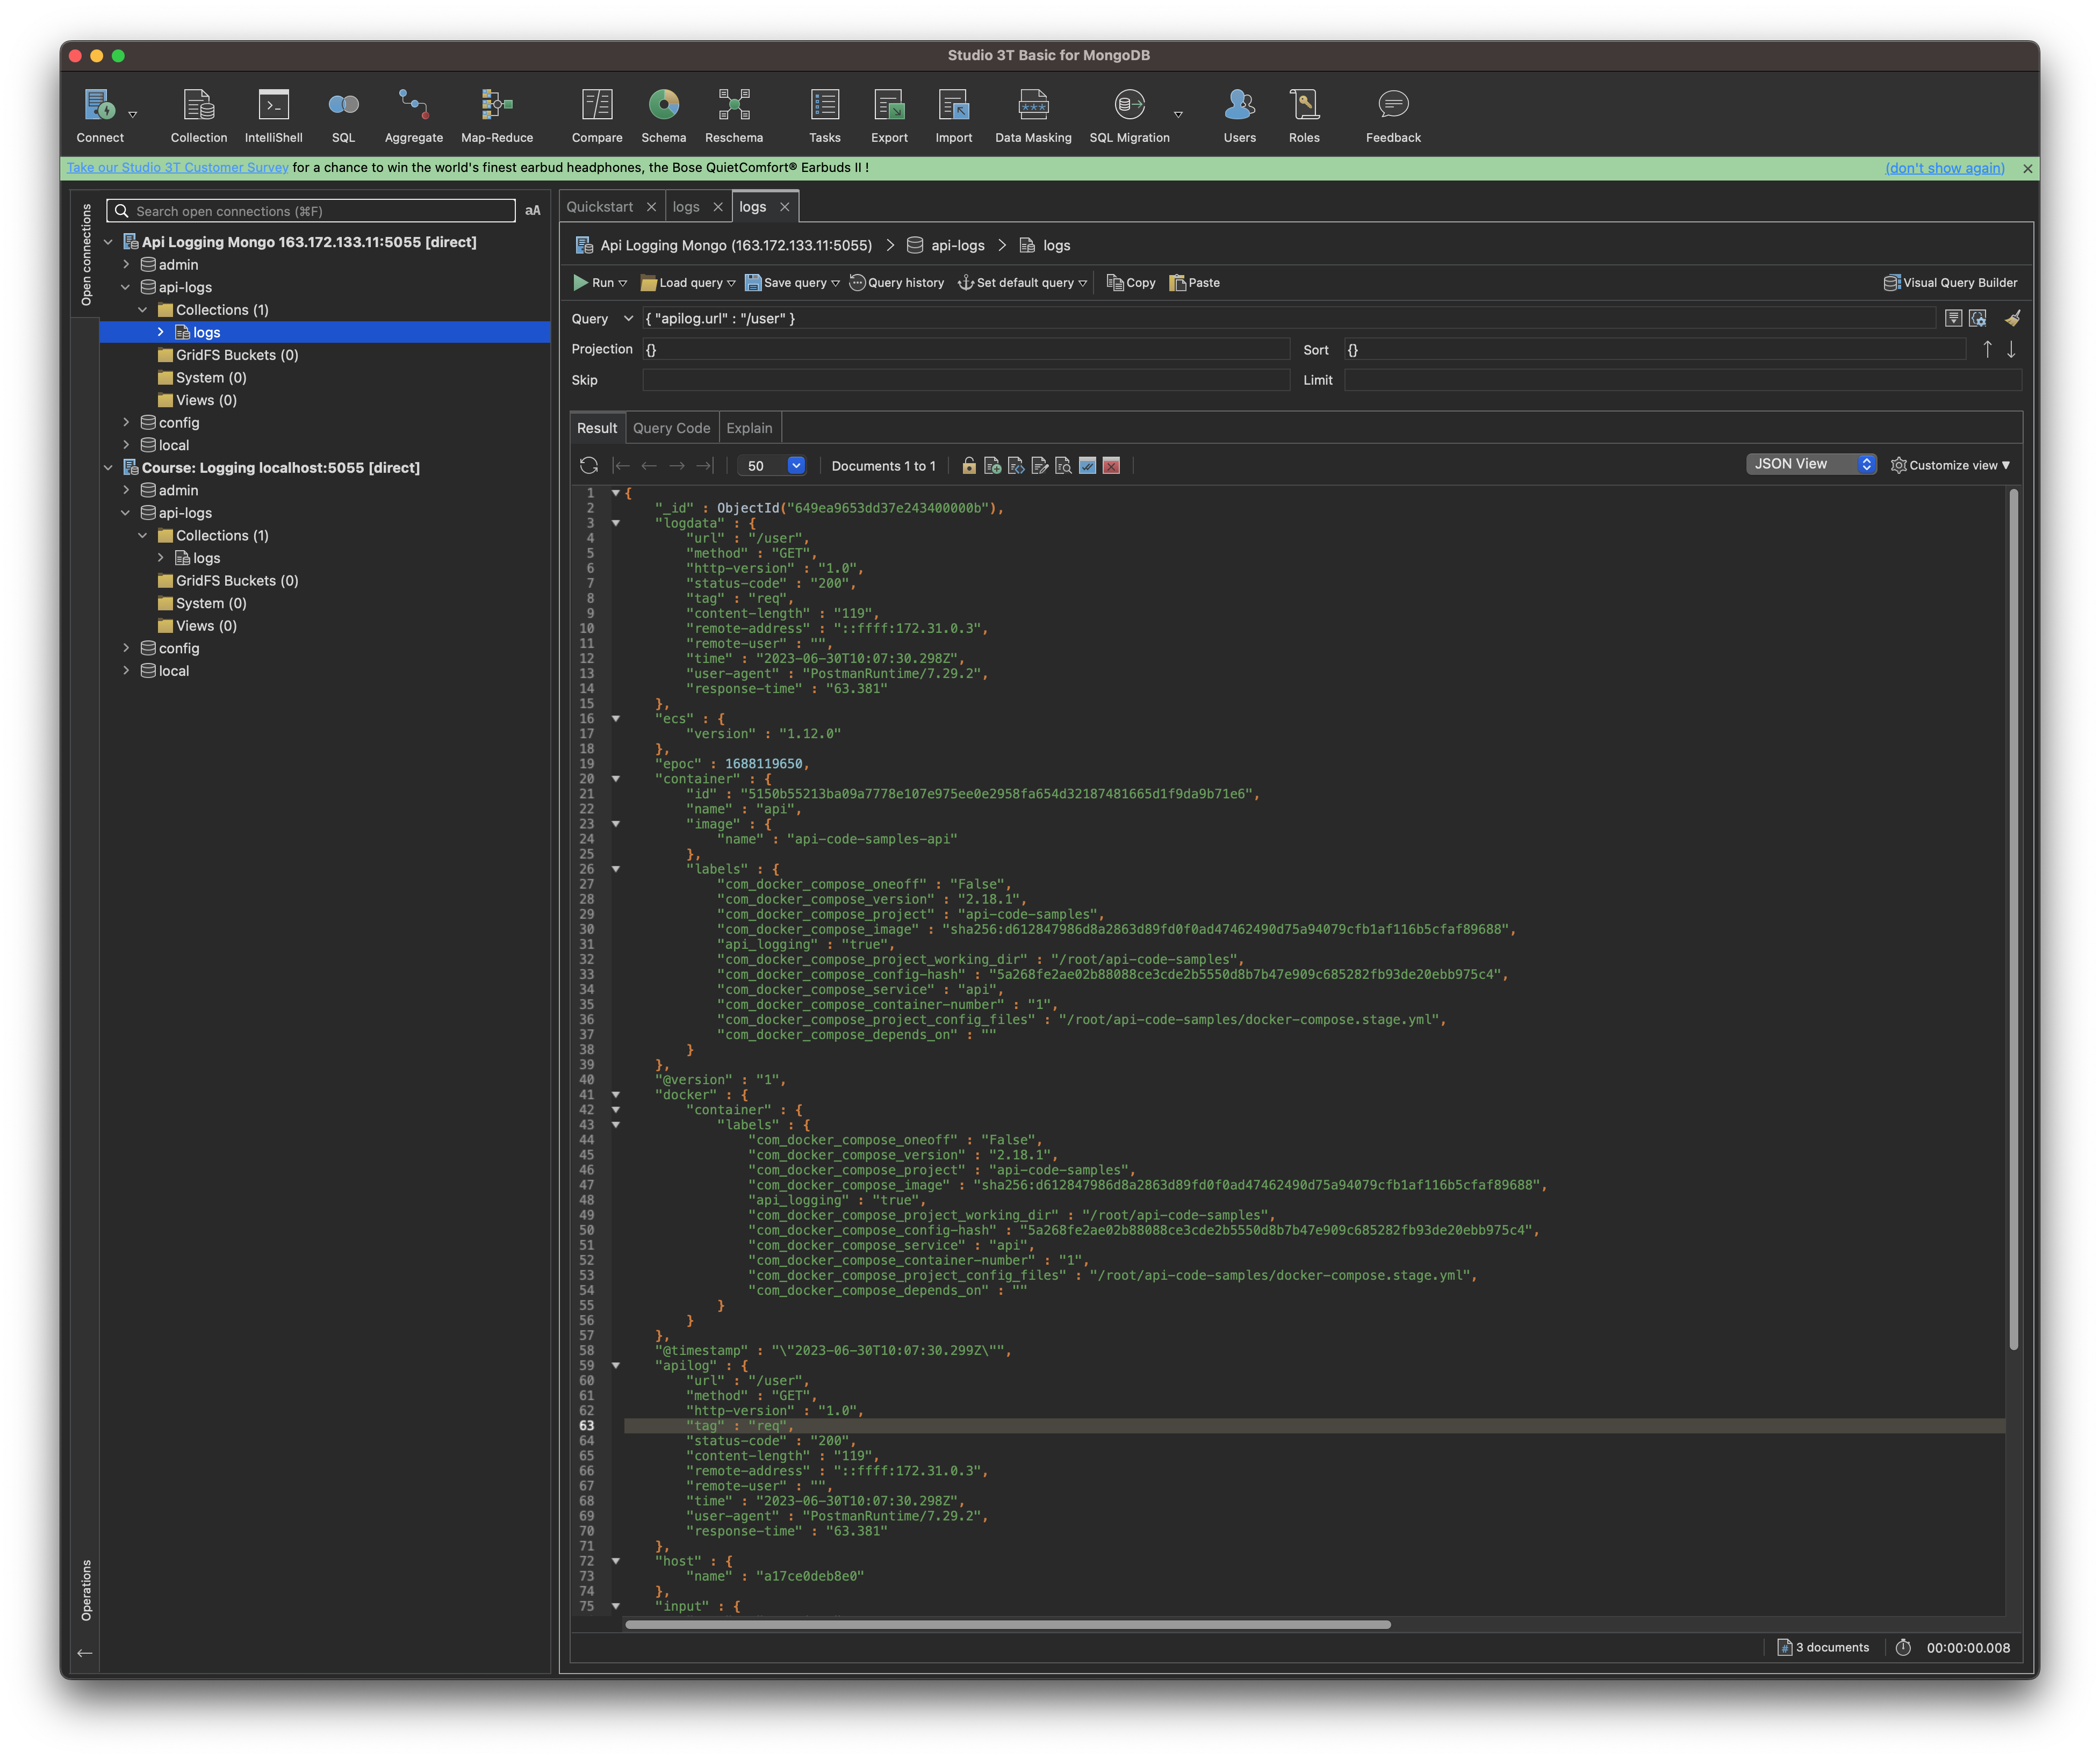 Studio 3T Basic for MongoDB
Connect Collection IntelliShell SQL Aggregate Map-Reduce Compare Schema Reschema Tasks Export Import Data Masking SQL Migration Users Roles Feedback
Take our Studio 3T Customer Survey for a chance to win the world's finest earbud headphones, the Bose QuietComfort® Earbuds II ! (don't show again)
Open connections
Search open connections (⌘F) aA
Api Logging Mongo 163.172.133.11:5055 [direct]
admin
api-logs
Collections (1)
logs
GridFS Buckets (0)
System (0)
Views (0)
config
local
Course: Logging localhost:5055 [direct]
admin
api-logs
Collections (1)
logs
GridFS Buckets (0)
System (0)
Views (0)
config
local
Operations
Quickstart logs logs
Api Logging Mongo (163.172.133.11:5055) api-logs logs
Run Load query Save query Query history Set default query Copy Paste Visual Query Builder
Query { "apilog.url" : "/user" }
Projection {} Sort {}
Skip Limit
Result Query Code Explain
50 Documents 1 to 1 JSON View Customize view
1 {
2 "_id" : ObjectId("649ea9653dd37e243400000b"),
3 "logdata" : {
4 "url" : "/user",
5 "method" : "GET",
6 "http-version" : "1.0",
7 "status-code" : "200",
8 "tag" : "req",
9 "content-length" : "119",
10 "remote-address" : "::ffff:172.31.0.3",
11 "remote-user" : "",
12 "time" : "2023-06-30T10:07:30.298Z",
13 "user-agent" : "PostmanRuntime/7.29.2",
14 "response-time" : "63.381"
15 },
16 "ecs" : {
17 "version" : "1.12.0"
18 },
19 "epoc" : 1688119650,
20 "container" : {
21 "id" : "5150b55213ba09a7778e107e975ee0e2958fa654d32187481665d1f9da9b71e6",
22 "name" : "api",
23 "image" : {
24 "name" : "api-code-samples-api"
25 },
26 "labels" : {
27 "com_docker_compose_oneoff" : "False",
28 "com_docker_compose_version" : "2.18.1",
29 "com_docker_compose_project" : "api-code-samples",
30 "com_docker_compose_image" : "sha256:d612847986d8a2863d89fd0f0ad47462490d75a94079cfb1af116b5cfaf89688",
31 "api_logging" : "true",
32 "com_docker_compose_project_working_dir" : "/root/api-code-samples",
33 "com_docker_compose_config-hash" : "5a268fe2ae02b88088ce3cde2b5550d8b7b47e909c685282fb93de20ebb975c4",
34 "com_docker_compose_service" : "api",
35 "com_docker_compose_container-number" : "1",
36 "com_docker_compose_project_config_files" : "/root/api-code-samples/docker-compose.stage.yml",
37 "com_docker_compose_depends_on" : ""
38 }
39 },
40 "@version" : "1",
41 "docker" : {
42 "container" : {
43 "labels" : {
44 "com_docker_compose_oneoff" : "False",
45 "com_docker_compose_version" : "2.18.1",
46 "com_docker_compose_project" : "api-code-samples",
47 "com_docker_compose_image" : "sha256:d612847986d8a2863d89fd0f0ad47462490d75a94079cfb1af116b5cfaf89688",
48 "api_logging" : "true",
49 "com_docker_compose_project_working_dir" : "/root/api-code-samples",
50 "com_docker_compose_config-hash" : "5a268fe2ae02b88088ce3cde2b5550d8b7b47e909c685282fb93de20ebb975c4",
51 "com_docker_compose_service" : "api",
52 "com_docker_compose_container-number" : "1",
53 "com_docker_compose_project_config_files" : "/root/api-code-samples/docker-compose.stage.yml",
54 "com_docker_compose_depends_on" : ""
55 }
56 }
57 },
58 "@timestamp" : "\"2023-06-30T10:07:30.299Z\"",
59 "apilog" : {
60 "url" : "/user",
61 "method" : "GET",
62 "http-version" : "1.0",
63 "tag" : "req",
64 "status-code" : "200",
65 "content-length" : "119",
66 "remote-address" : "::ffff:172.31.0.3",
67 "remote-user" : "",
68 "time" : "2023-06-30T10:07:30.298Z",
69 "user-agent" : "PostmanRuntime/7.29.2",
70 "response-time" : "63.381"
71 },
72 "host" : {
73 "name" : "a17ce0deb8e0"
74 },
75 "input" : {
3 documents 00:00:00.008